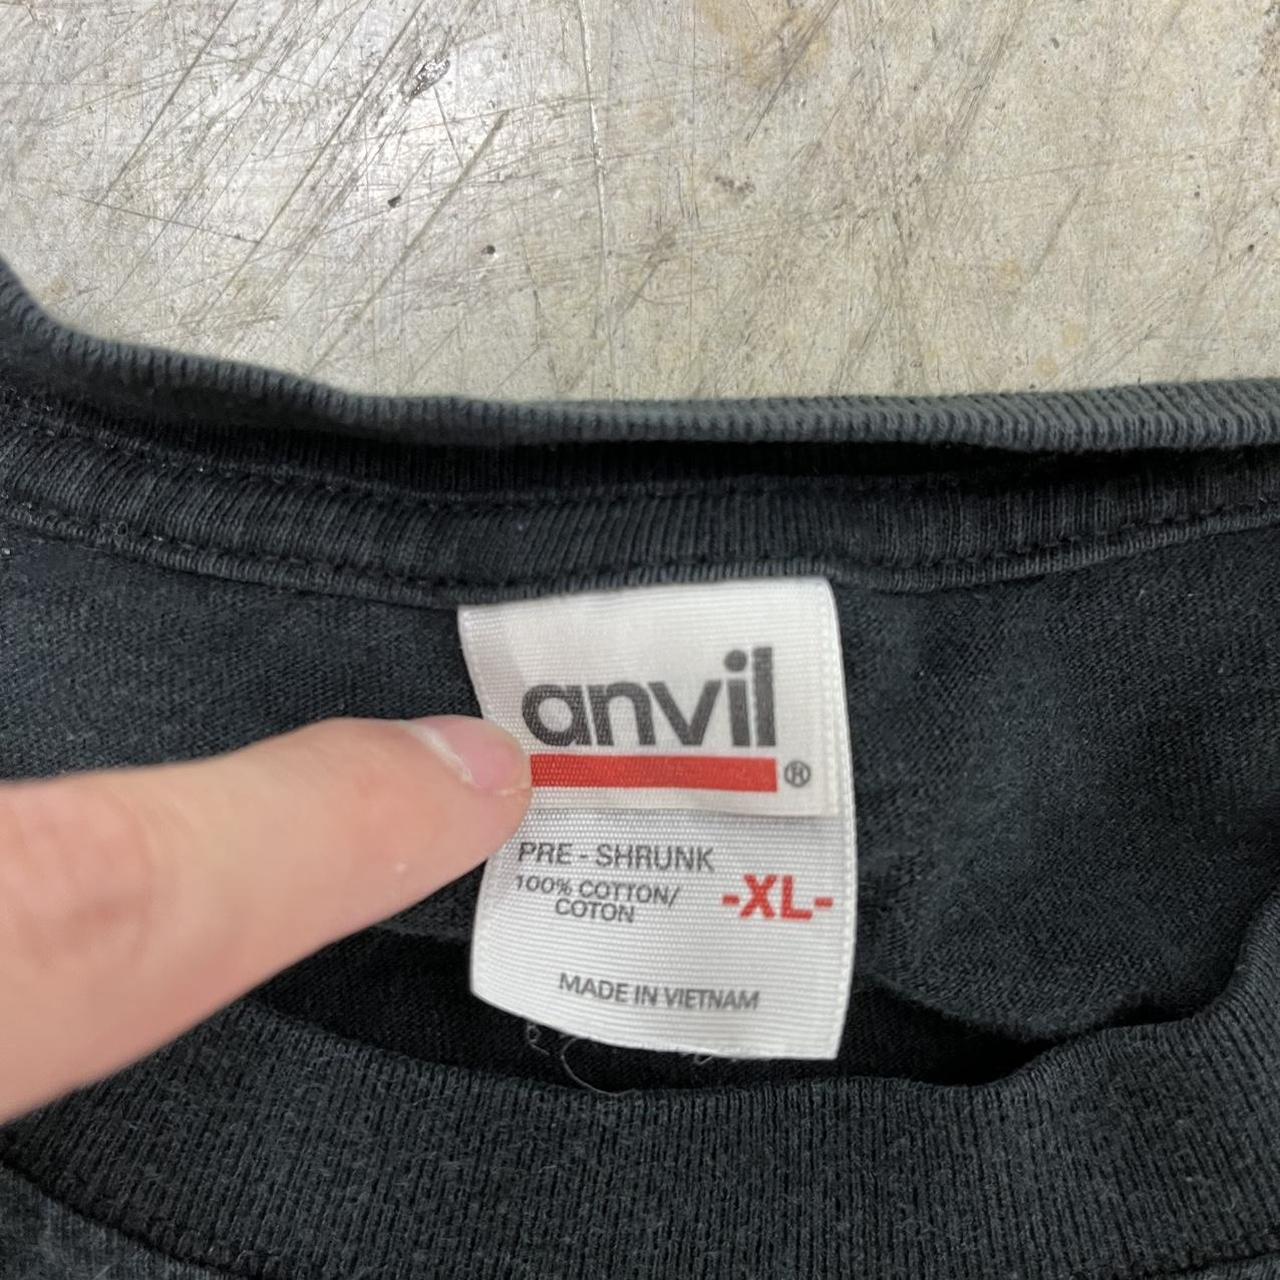 anvil®
PRE - SHRUNK
100% COTTON/
COTON
-XL-
MADE IN VIETNAM